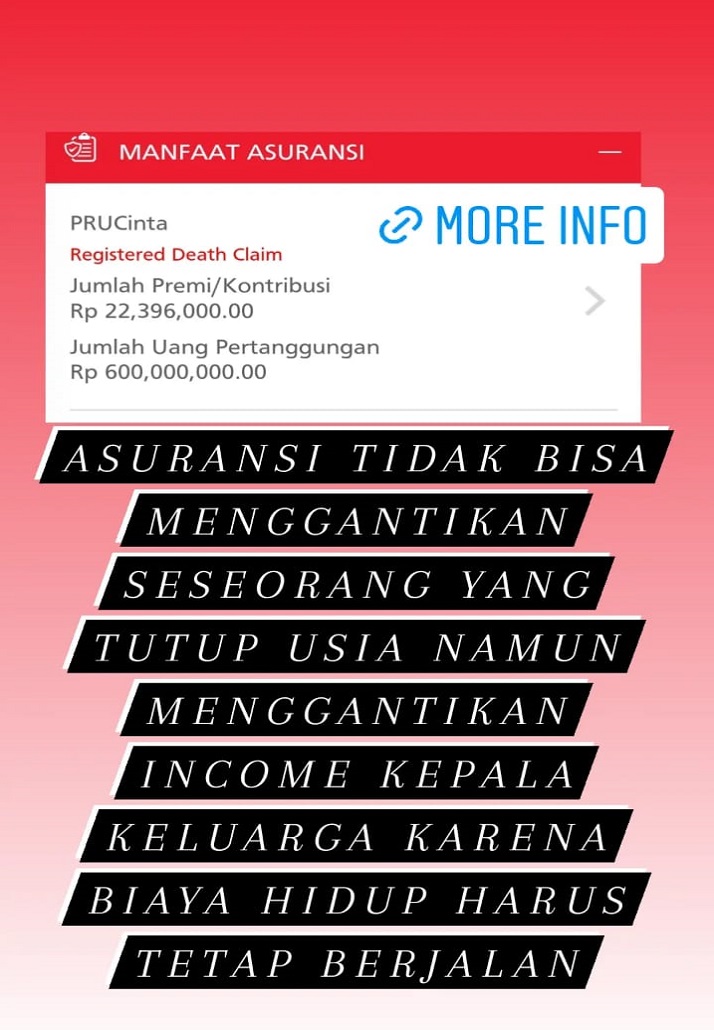 MANFAAT ASURANSI
PRUCinta
MORE INFO
Registered Death Claim
Jumlah Premi/Kontribusi
Rp 22,396,000.00
Jumlah Uang Pertanggungan
Rp 600,000,000.00
ASURANSI TIDAK BISA
MENGGANTIKAN
SESEORANG YANG
TUTUP USIA NAMUN
MENGGANTIKAN
INCOME KEPALA
KELUARGA KARENA
BIAYA HIDUP HARUS
TETAP BERJALAN